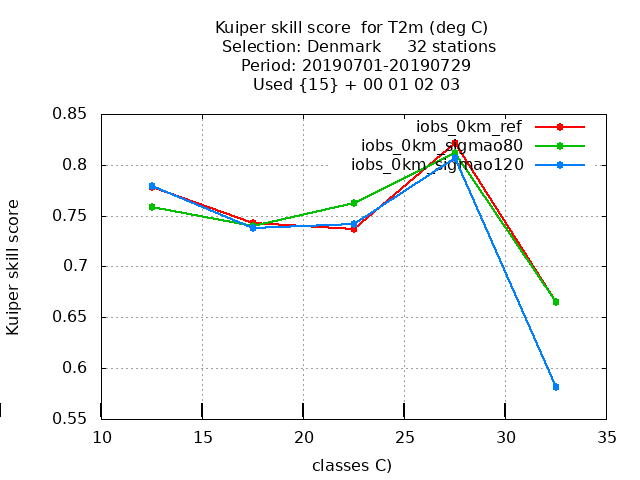 Kuiper skill score  for T2m (deg C)
Selection: Denmark     32 stations
Period: 20190701-20190729
Used {15} + 00 01 02 03
iobs_0km_ref
iobs_0km_sigmao80
iobs_0km_sigmao120
Kuiper skill score
0.85
0.8
0.75
0.7
0.65
0.6
0.55
10 15 20 25 30 35
classes C)